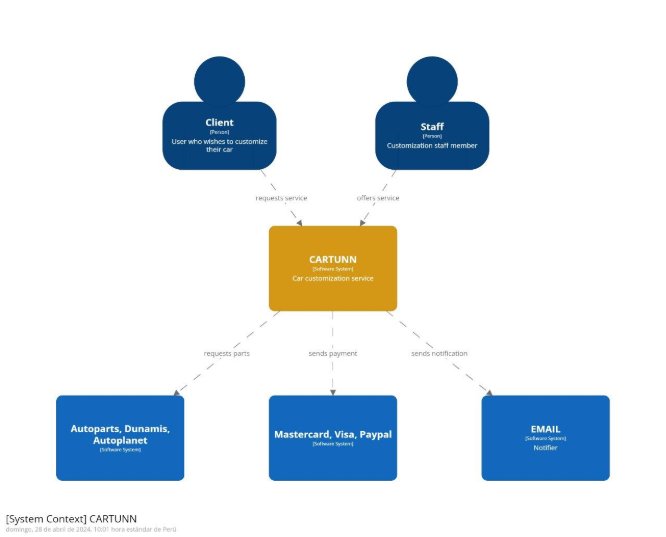 Client
[Person]
User who wishes to customize
their car
Staff
[Person]
Customization staff member
requests service
offers service
CARTUNN
[Software System]
Car customization service
requests parts
sends payment
sends notification
Autoparts, Dunamis,
Autoplanet
[Software System]
Mastercard, Visa, Paypal
[Software System]
EMAIL
[Software System]
Notifier
[System Context] CARTUNN
domingo, 28 de abril de 2024, 10:01 hora estándar de Perú